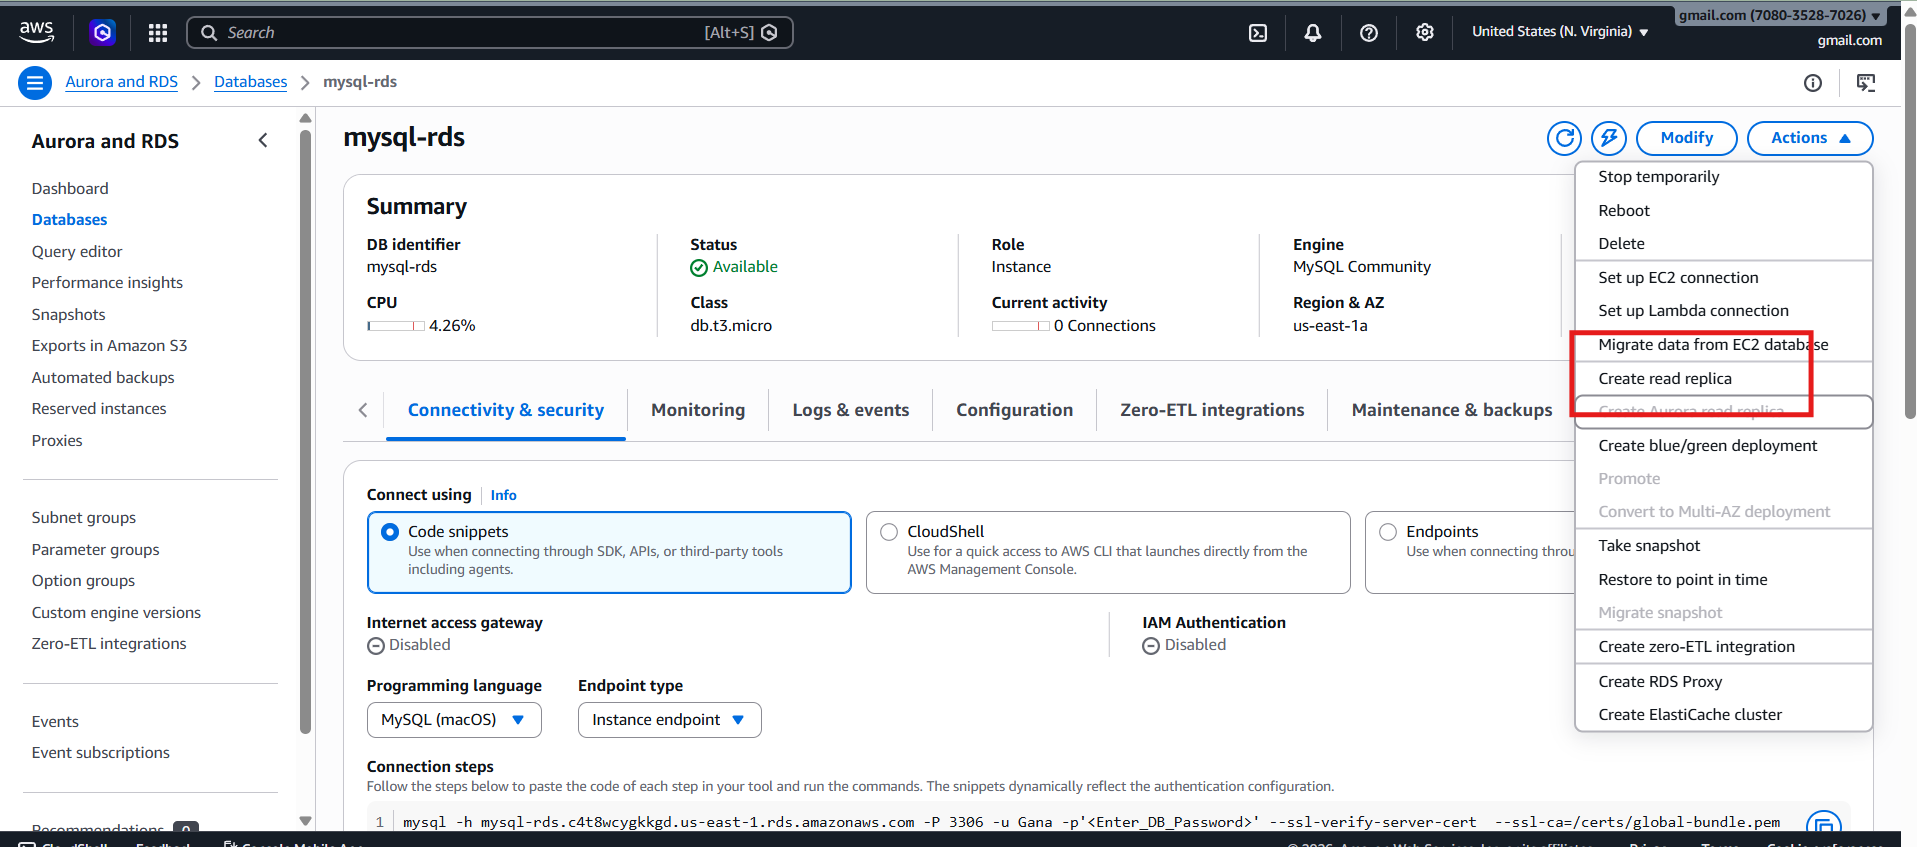 aws
Search
[Alt+S]
United States (N. Virginia)
gmail.com (7080-3528-7026)
gmail.com
Aurora and RDS
Databases
mysql-rds
Aurora and RDS
Dashboard
Databases
Query editor
Performance insights
Snapshots
Exports in Amazon S3
Automated backups
Reserved instances
Proxies
Subnet groups
Parameter groups
Option groups
Custom engine versions
Zero-ETL integrations
Events
Event subscriptions
Recommendations 0
mysql-rds
Modify
Actions
Summary
DB identifier
mysql-rds
Status
Available
Role
Instance
Engine
MySQL Community
CPU
4.26%
Class
db.t3.micro
Current activity
0 Connections
Region & AZ
us-east-1a
Connectivity & security
Monitoring
Logs & events
Configuration
Zero-ETL integrations
Maintenance & backups
Connect using
Info
Code snippets
Use when connecting through SDK, APIs, or third-party tools
including agents.
CloudShell
Use for a quick access to AWS CLI that launches directly from the
AWS Management Console.
Endpoints
Use when connecting
Internet access gateway
Disabled
IAM Authentication
Disabled
Programming language
MySQL (macOS)
Endpoint type
Instance endpoint
Connection steps
Follow the steps below to paste the code of each step in your tool and run the commands. The snippets dynamically reflect the authentication configuration.
1 mysql -h mysql-rds.c4t8wcygkkgd.us-east-1.rds.amazonaws.com -P 3306 -u Gana -p'<Enter_DB_Password>' --ssl-verify-server-cert --ssl-ca=/certs/global-bundle.pem
Stop temporarily
Reboot
Delete
Set up EC2 connection
Set up Lambda connection
Migrate data from EC2 database
Create read replica
Create Aurora read replica
Create blue/green deployment
Promote
Convert to Multi-AZ deployment
Take snapshot
Restore to point in time
Migrate snapshot
Create zero-ETL integration
Create RDS Proxy
Create ElastiCache cluster
CloudShell
Feedback
Console Mobile App